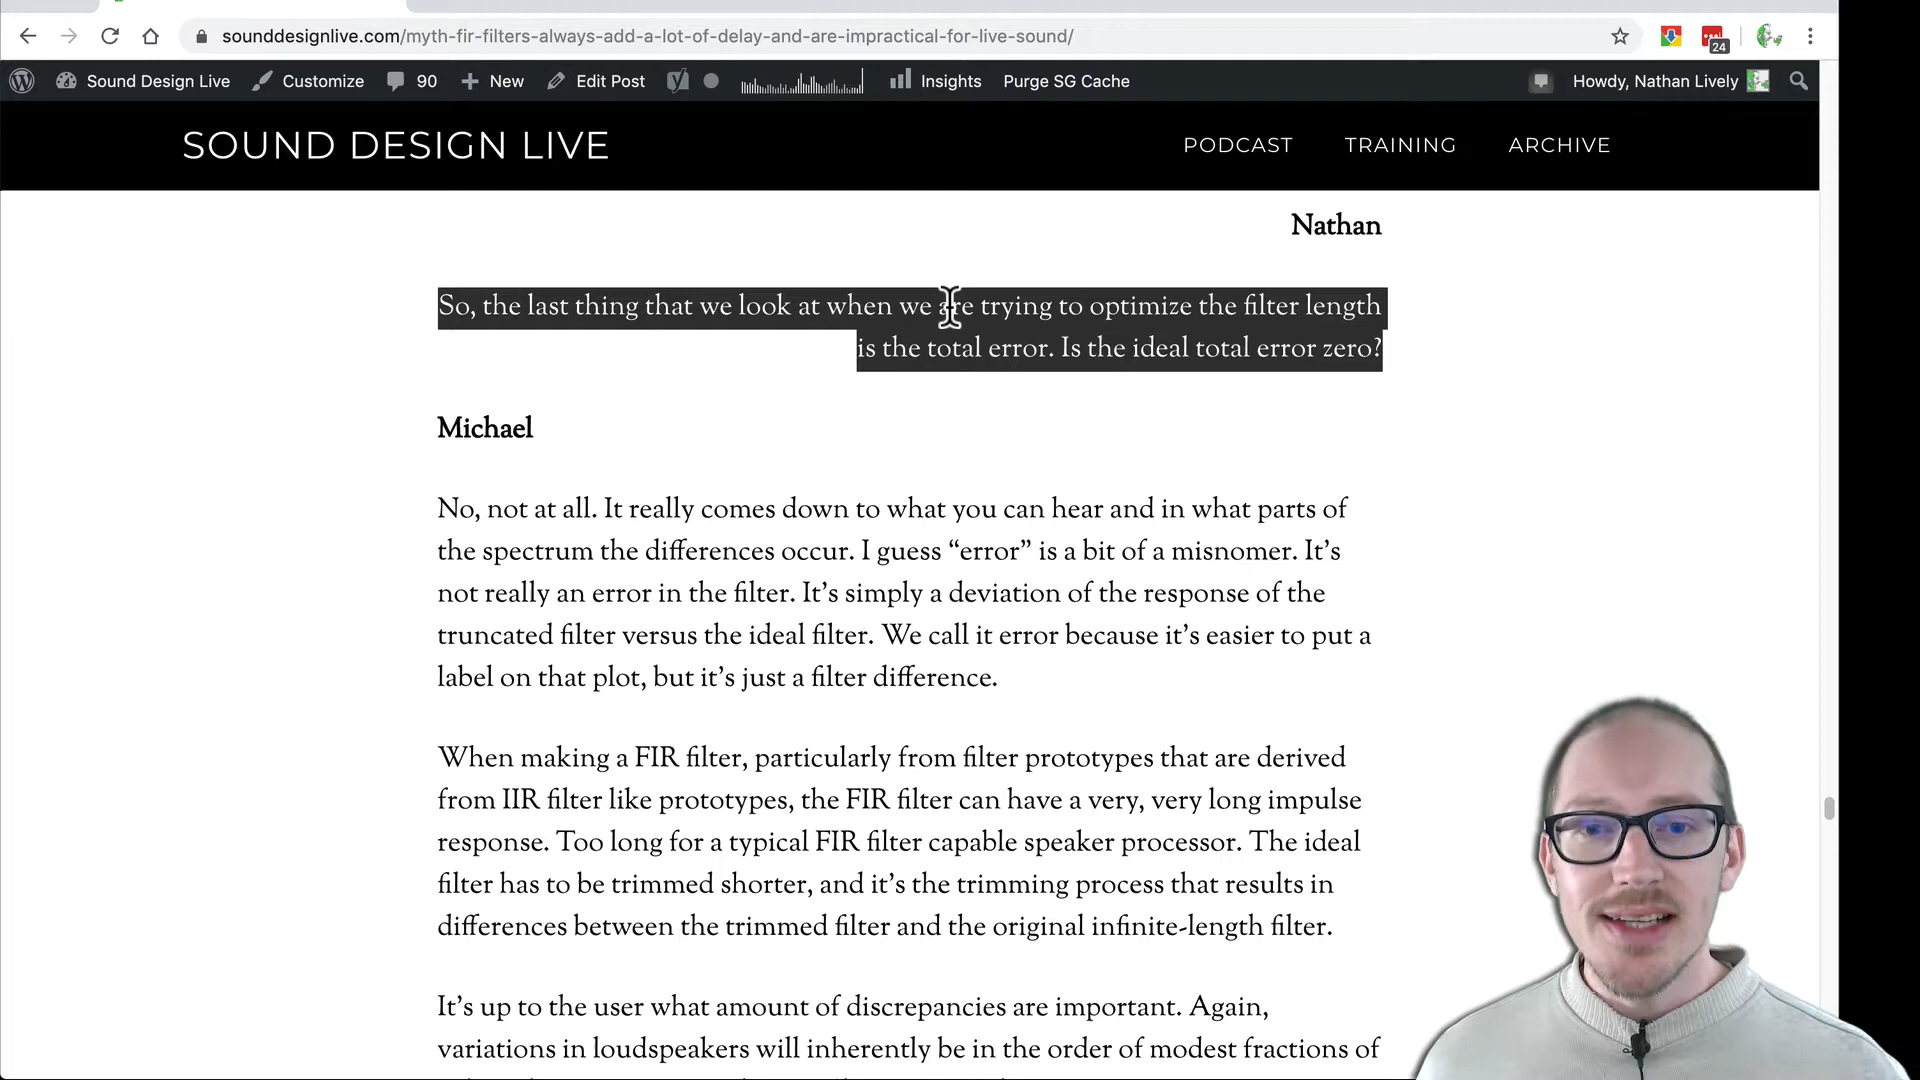 sounddesignlive.com/myth-fir-filters-always-add-a-lot-of-delay-and-are-impractical-for-live-sound/
24
Sound Design Live Customize 90 New Edit Post Insights Purge SG Cache Howdy, Nathan Lively
SOUND DESIGN LIVE PODCAST TRAINING ARCHIVE
Nathan
So, the last thing that we look at when we are trying to optimize the filter length
is the total error. Is the ideal total error zero?
Michael
No, not at all. It really comes down to what you can hear and in what parts of
the spectrum the differences occur. I guess “error” is a bit of a misnomer. It’s
not really an error in the filter. It’s simply a deviation of the response of the
truncated filter versus the ideal filter. We call it error because it’s easier to put a
label on that plot, but it’s just a filter difference.
When making a FIR filter, particularly from filter prototypes that are derived
from IIR filter like prototypes, the FIR filter can have a very, very long impulse
response. Too long for a typical FIR filter capable speaker processor. The ideal
filter has to be trimmed shorter, and it’s the trimming process that results in
differences between the trimmed filter and the original infinite-length filter.
It’s up to the user what amount of discrepancies are important. Again,
variations in loudspeakers will inherently be in the order of modest fractions of